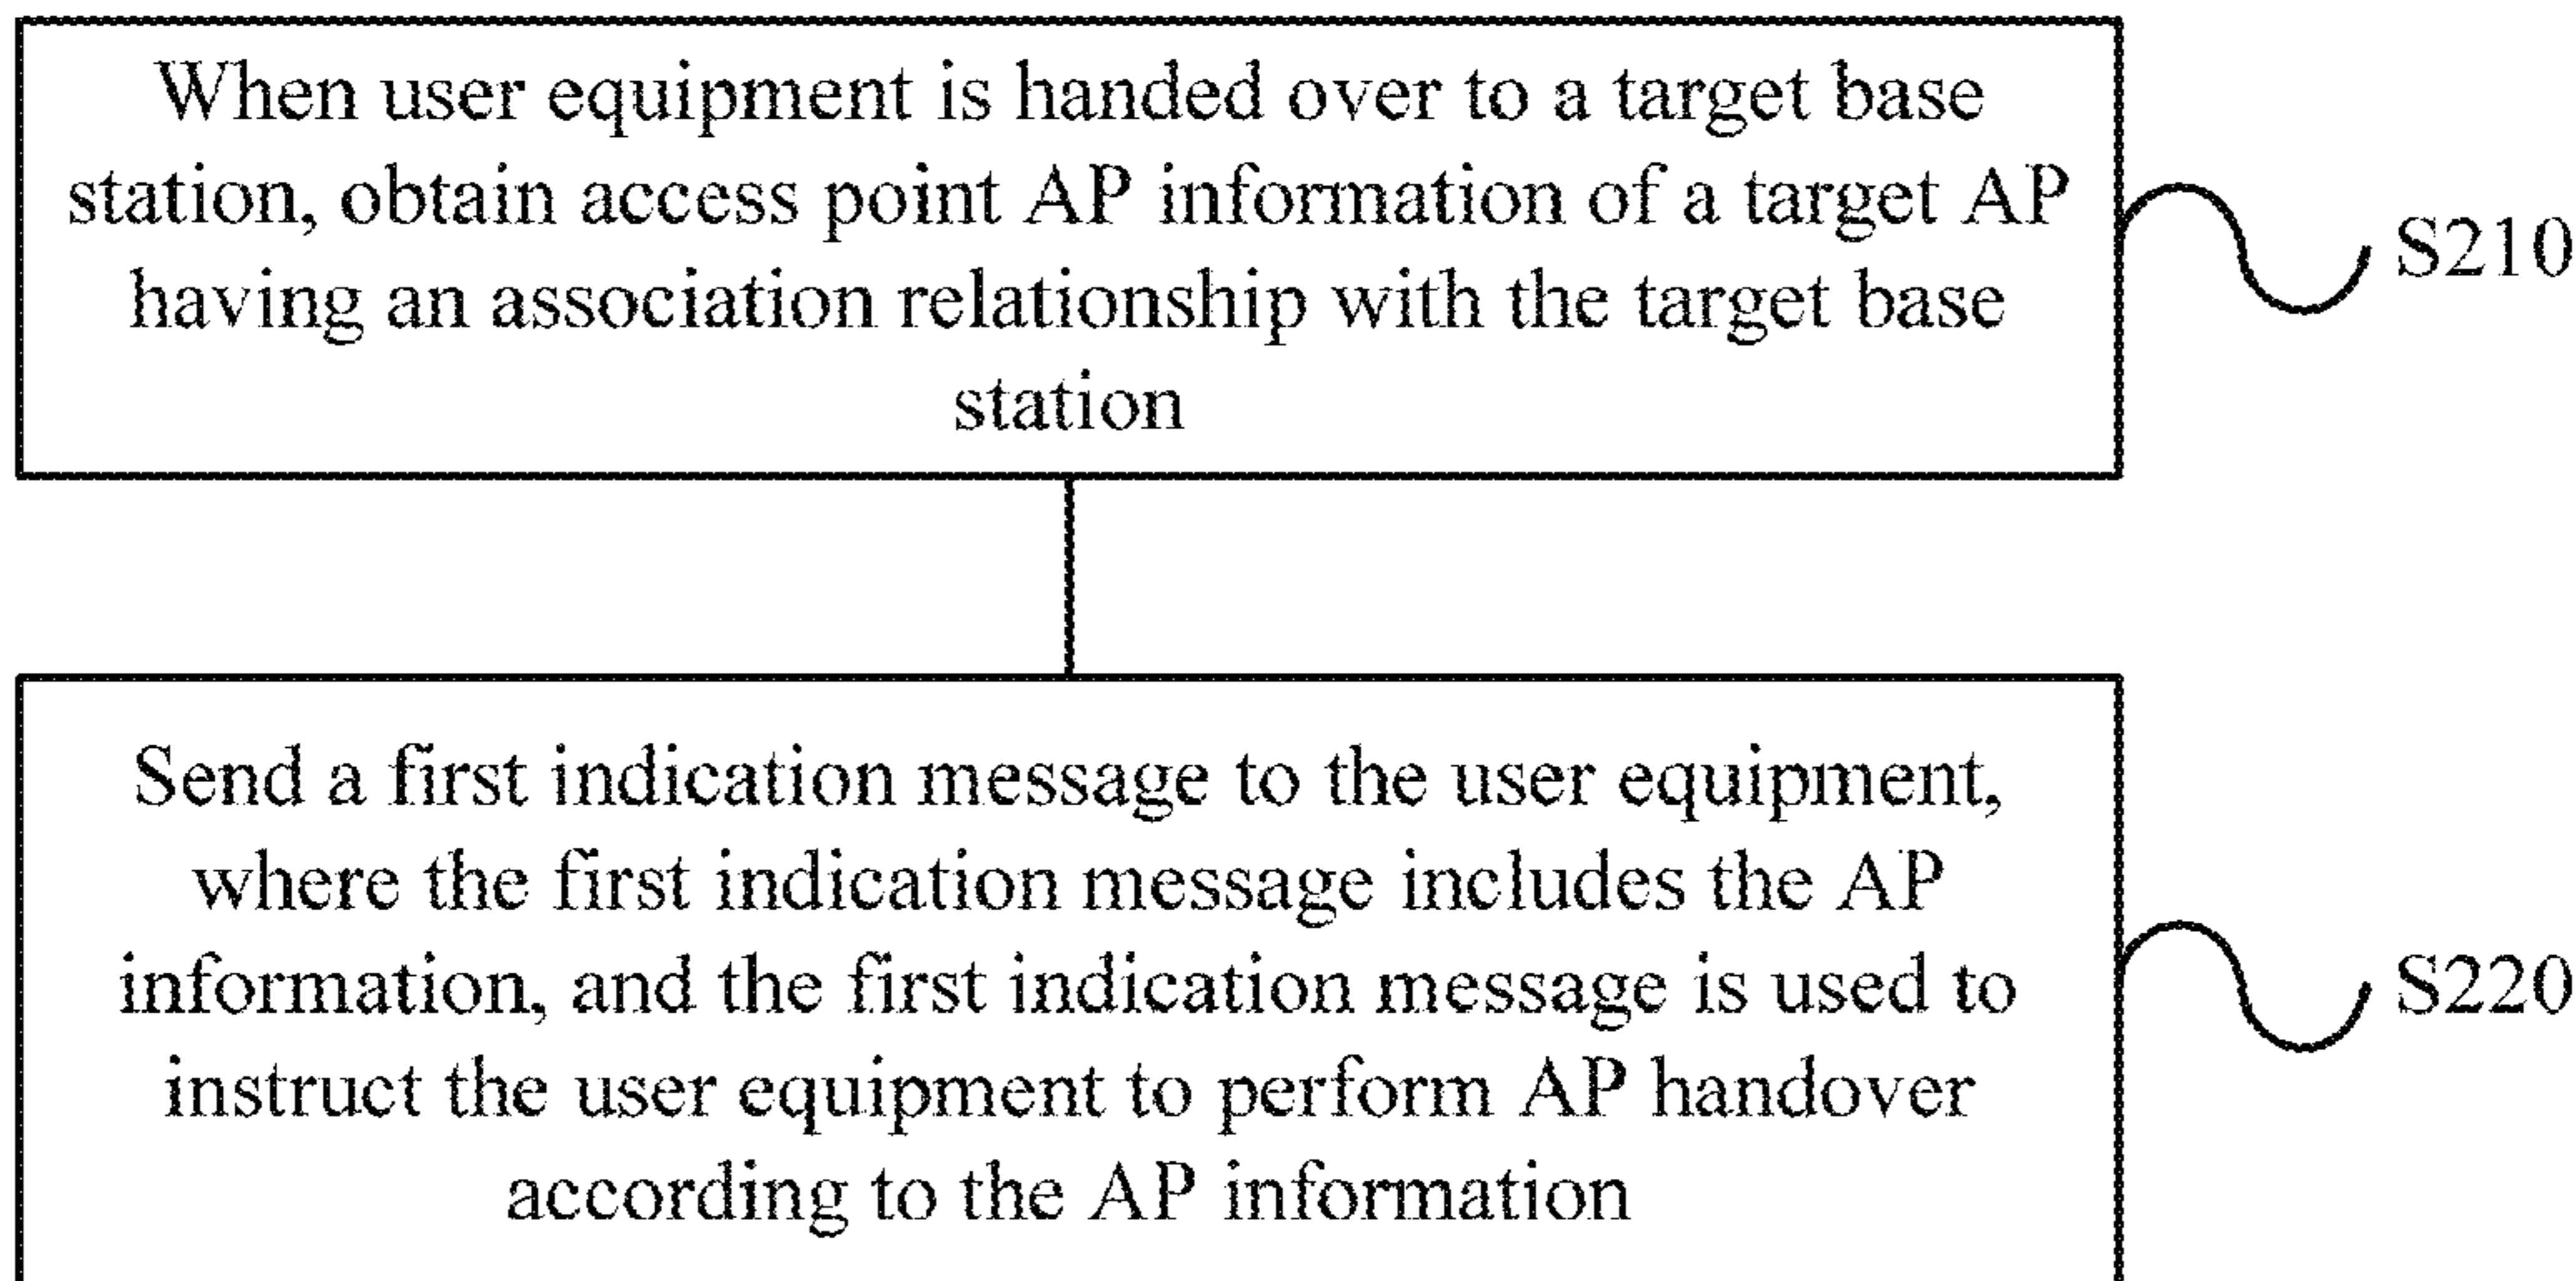 When user equipment is handed over to a target base
station, obtain access point AP information of a target AP
having an association relationship with the target base
station
S210
Send a first indication message to the user equipment,
where the first indication message includes the AP
information, and the first indication message is used to
instruct the user equipment to perform AP handover
according to the AP information
S220